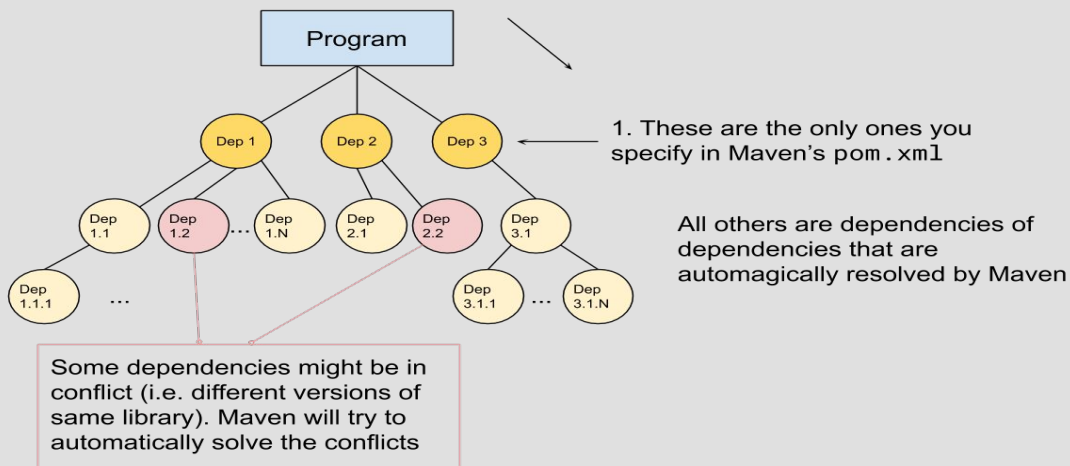 Program
Dep 1
Dep 2
Dep 3
1. These are the only ones you
specify in Maven's pom.xml
Dep
1.1
Dep
1.2
...
Dep
1.N
Dep
2.1
Dep
2.2
Dep
3.1
All others are dependencies of
dependencies that are
automagically resolved by Maven
Dep
1.1.1
...
Dep
3.1.1
...
Dep
3.1.N
Some dependencies might be in
conflict (i.e. different versions of
same library). Maven will try to
automatically solve the conflicts